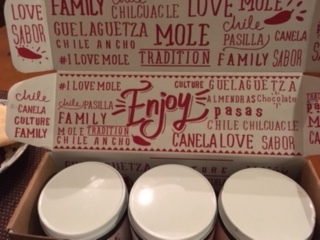 LOVE FAMILY CHILCUACLE LOVE MOLE
SABOR GUELAGUETZA MOLE chile PASILLA CANELA
CHILE ANCHO
#1 LOVE MOLE TRADITION LOVE SABOR
chile
CANELA
CULTURE
FAMILY
#1 LOVE MOLE CULTURE GUELAGUETZA
chile PASILLA Enjoy ALMENDRAS Chocolate
FAMILY pasas
MOLE TRADITION CHILE CHILCUACLE
CHILE ANCHO CANELA LOVE SABOR